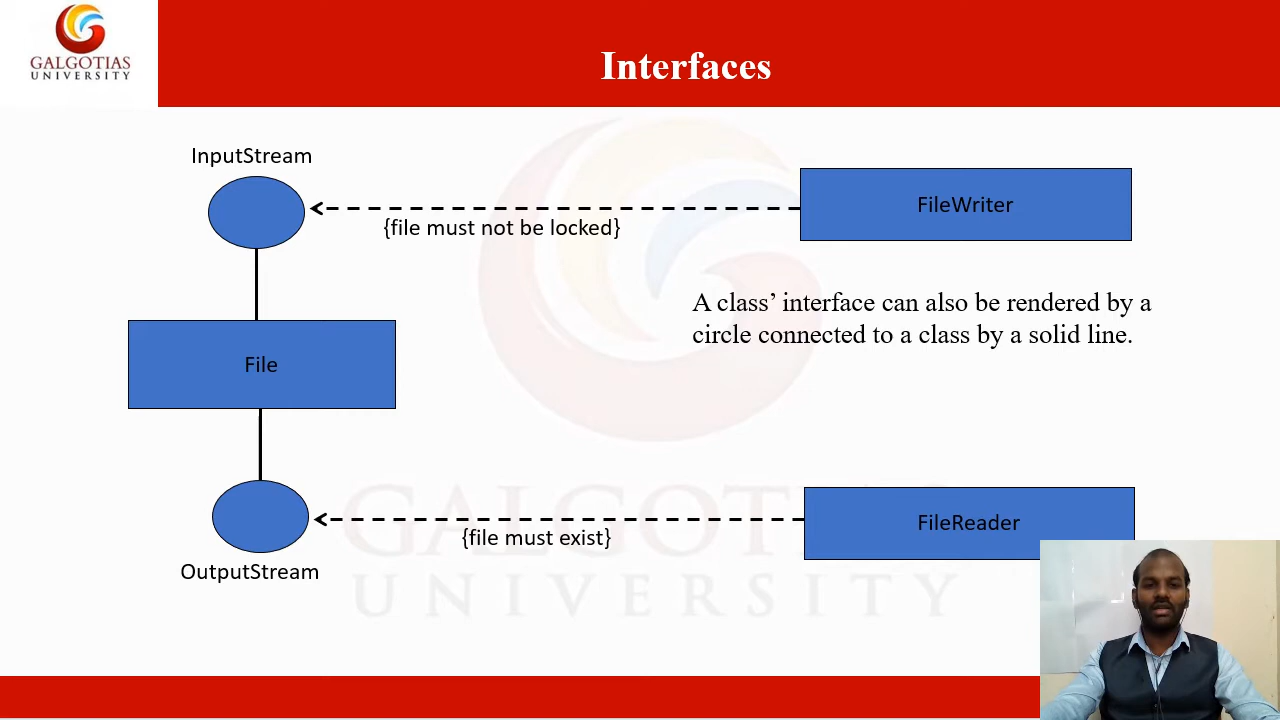 GALGOTIAS
UNIVERSITY
Interfaces
InputStream
FileWriter
{file must not be locked}
A class’ interface can also be rendered by a
circle connected to a class by a solid line.
File
GALGOTIAS
UNIVERSITY
FileReader
{file must exist}
OutputStream